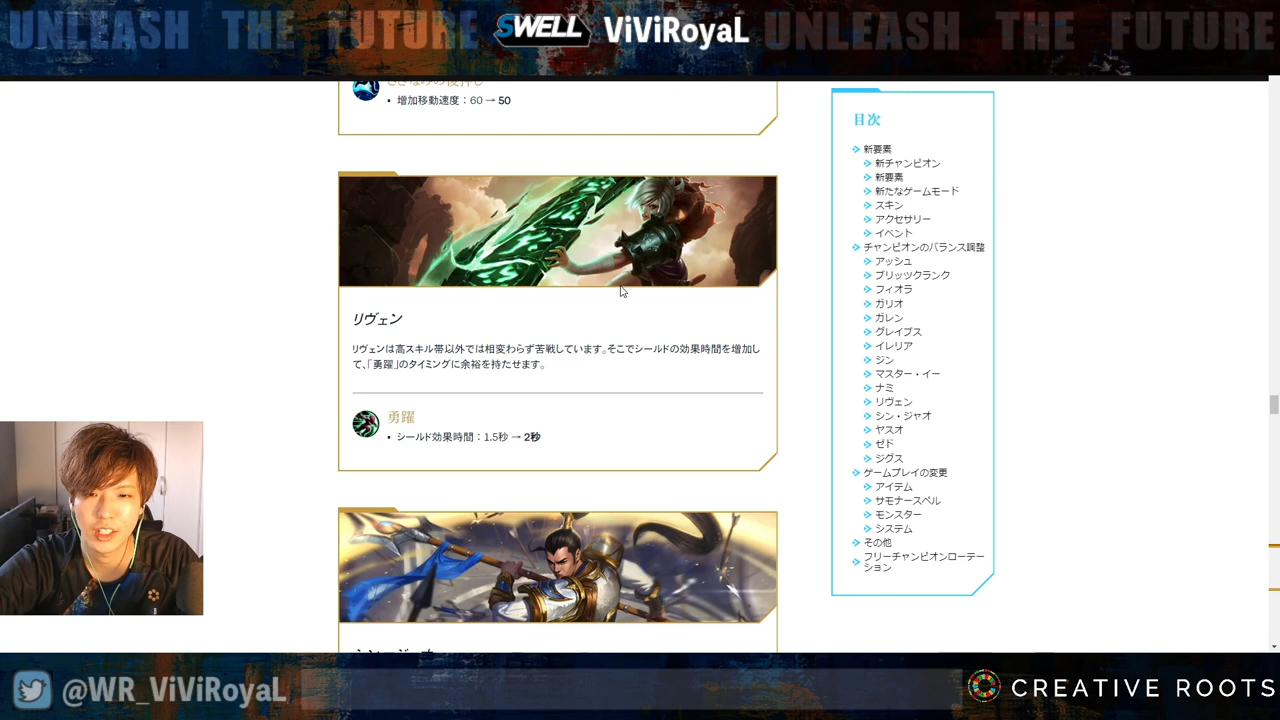 UNLEASH THE FUTURE
SWELL
ViViRoyaL
UNLEASH THE FUTURE
増加移動速度：60 → 50
リヴェン
リヴェンは高スキル帯以外では相変わらず苦戦しています。そこでシールドの効果時間を増加し
て、「勇躍」のタイミングに余裕を持たせます。
勇躍
シールド効果時間：1.5秒 → 2秒
目次
新要素
新チャンピオン
新要素
新たなゲームモード
スキン
アクセサリー
イベント
チャンピオンのバランス調整
アッシュ
ブリッツクランク
フィオラ
ガリオ
ガレン
グレイブス
イレリア
ジン
マスター・イー
ナミ
リヴェン
シン・ジャオ
ヤスオ
ゼド
ジグス
ゲームプレイの変更
アイテム
サモナースペル
モンスター
システム
その他
フリーチャンピオンローテー
ション
@WR_ViViRoyaL
CREATIVE ROOTS